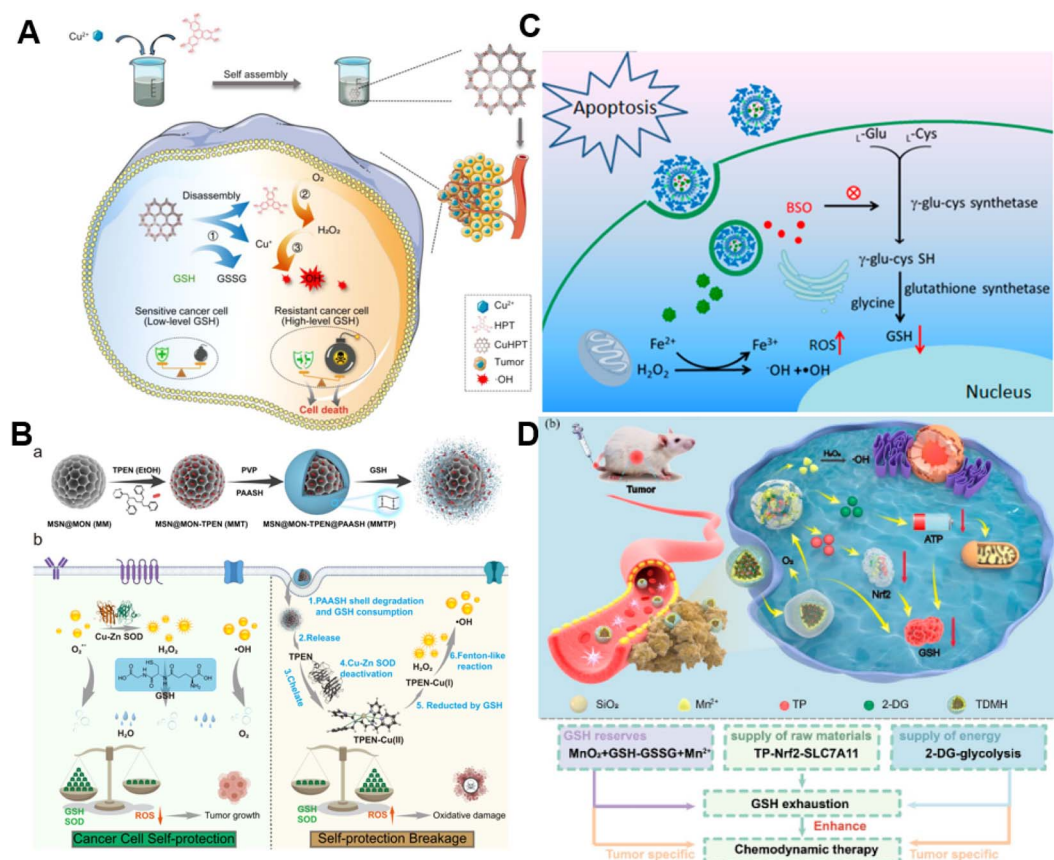 A
Cu²⁺
Self assembly
O₂
Disassembly
②
①
Cu⁺
H₂O₂
③
GSH
GSSG
·OH
Sensitive cancer cell
(Low-level GSH)
Resistant cancer cell
(High-level GSH)
Cell death
Cu²⁺
HPT
CuHPT
Tumor
·OH
C
Apoptosis
L-Glu
L-Cys
BSO
γ-glu-cys synthetase
γ-glu-cys SH
glycine
glutathione synthetase
Fe²⁺
Fe³⁺
ROS
GSH
H₂O₂
⁻OH +•OH
Nucleus
B
a
TPEN (EtOH)
PVP
PAASH
GSH
MSN@MON (MM)
MSN@MON-TPEN (MMT)
MSN@MON-TPEN@PAASH (MMTP)
b
Cu-Zn SOD
O₂•⁻
H₂O₂
•OH
HS
GSH
H₂O
O₂
GSH
SOD
ROS
Tumor growth
Cancer Cell Self-protection
1.PAASH shell degradation
and GSH consumption
2.Release
TPEN
3.Chelate
4.Cu-Zn SOD
deactivation
•OH
6.Fenton-like
reaction
H₂O₂
TPEN-Cu(I)
5. Reducted by GSH
TPEN-Cu(II)
GSH
SOD
ROS
Oxidative damage
Self-protection Breakage
D
(b)
Tumor
H₂O₂
·OH
ATP
O₂
Nrf2
GSH
SiO₂
Mn²⁺
TP
2-DG
TDMH
GSH reserves
MnO₂+GSH-GSSG+Mn²⁺
supply of raw materials
TP-Nrf2-SLC7A11
supply of energy
2-DG-glycolysis
GSH exhaustion
Enhance
Tumor specific
Chemodynamic therapy
Tumor specific